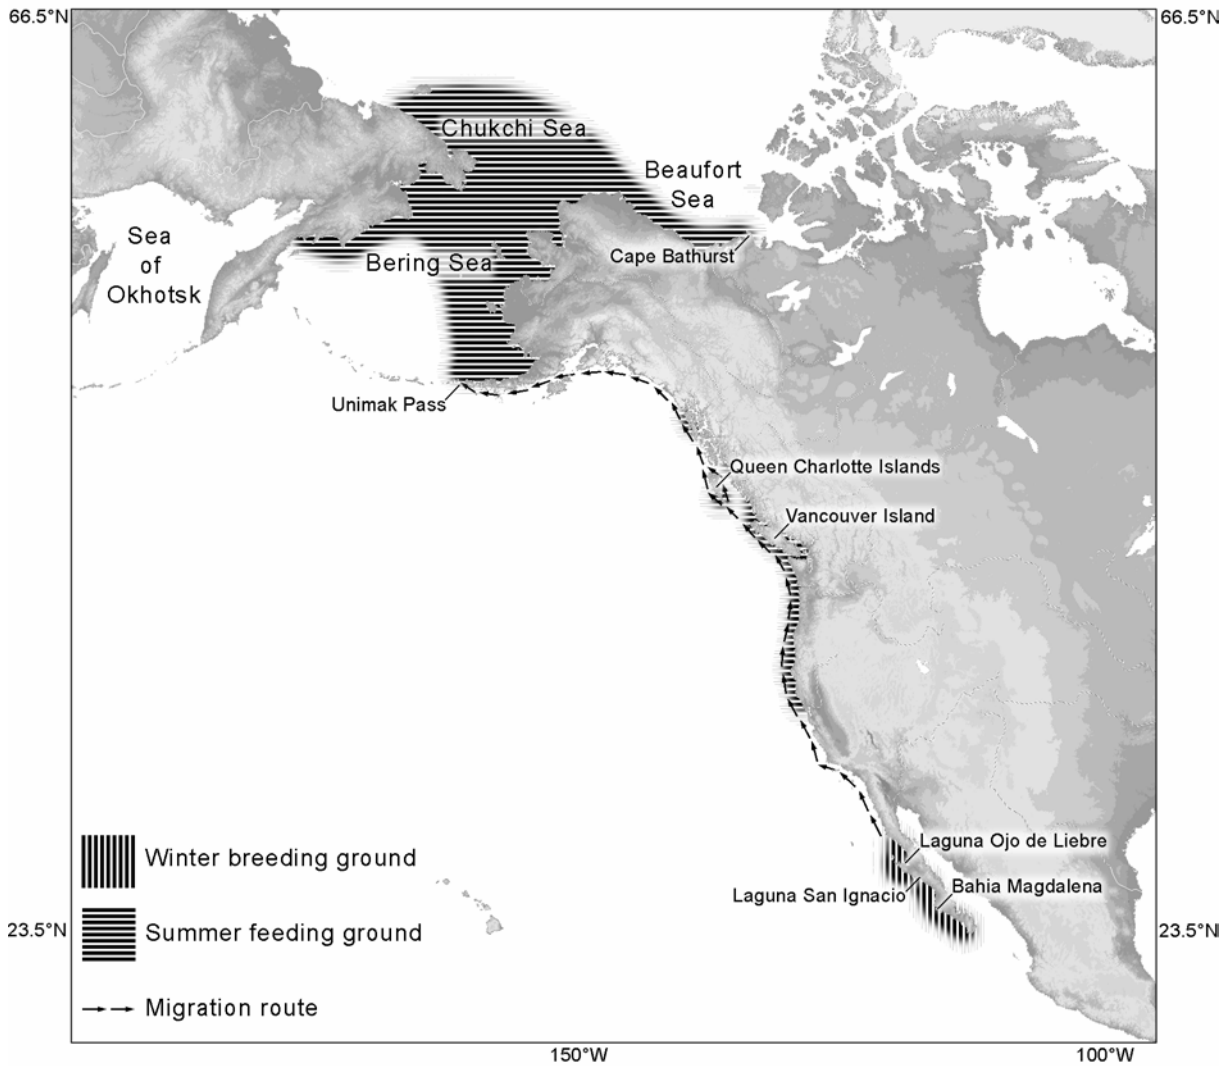 66.5°N
66.5°N
Chukchi Sea
Beaufort
Sea
Sea
of
Okhotsk
Cape Bathurst
Bering Sea
Unimak Pass
Queen Charlotte Islands
Vancouver Island
Laguna Ojo de Liebre
Laguna San Ignacio
Bahia Magdalena
Winter breeding ground
Summer feeding ground
Migration route
23.5°N
23.5°N
150°W
100°W